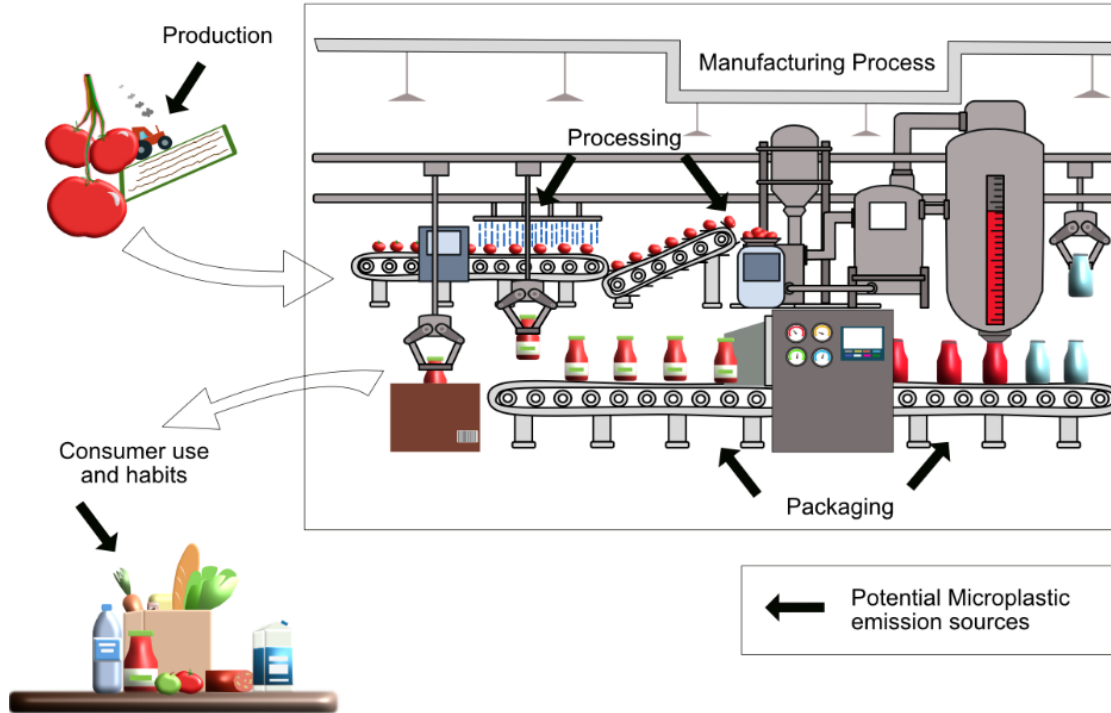 Production
Manufacturing Process
Processing
Consumer use
and habits
Packaging
Potential Microplastic
emission sources